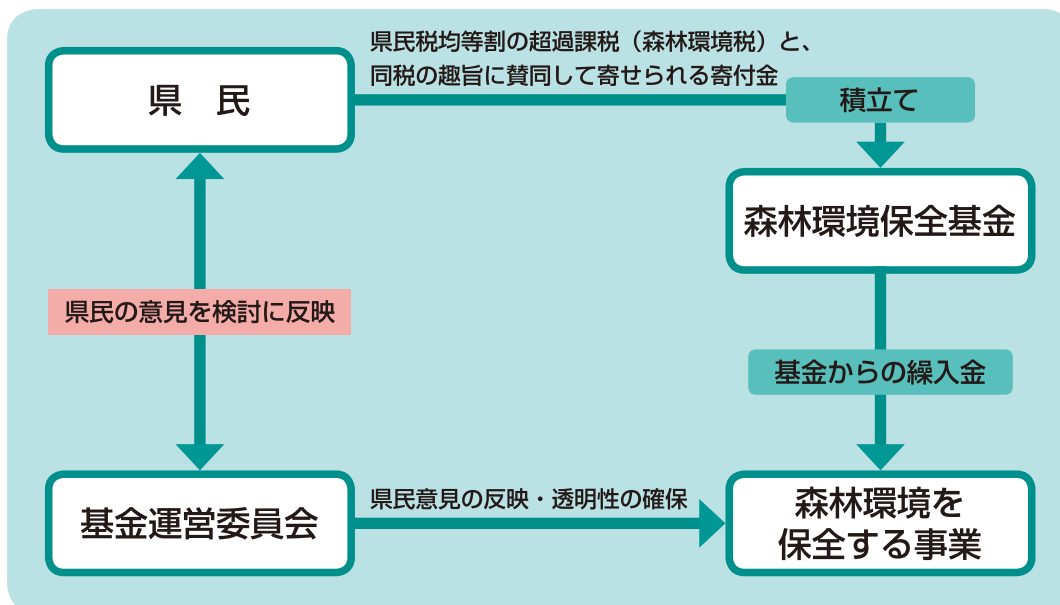 県民税均等割の超過課税（森林環境税）と、
同税の趣旨に賛同して寄せられる寄付金
県　民
積立て
森林環境保全基金
県民の意見を検討に反映
基金からの繰入金
県民意見の反映・透明性の確保
基金運営委員会
森林環境を
保全する事業